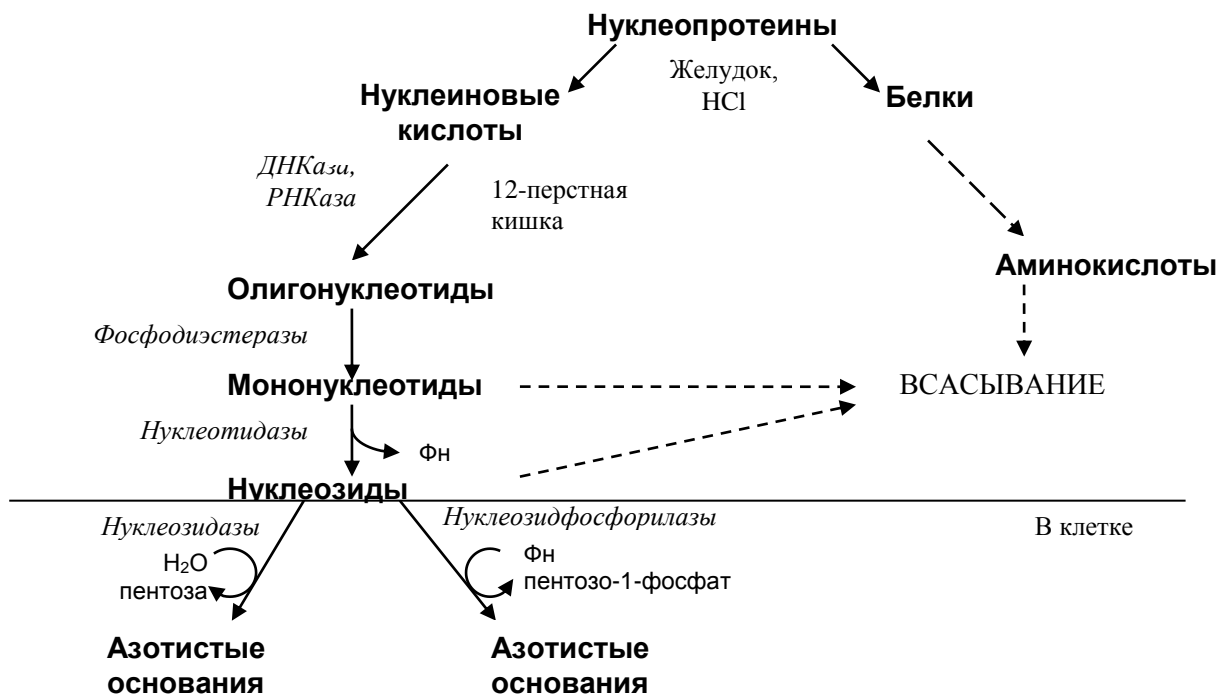 Нуклеопротеины
Желудок,
HCl
Нуклеиновые
кислоты
Белки
ДНКазы,
РНКаза
12-перстная
кишка
Аминокислоты
Олигонуклеотиды
Фосфодиэстеразы
Мононуклеотиды
ВСАСЫВАНИЕ
Нуклеотидазы
Фн
Нуклеозиды
Нуклеозидазы
Нуклеозидфосфорилазы
В клетке
H₂O
пентоза
Фн
пентозо-1-фосфат
Азотистые
основания
Азотистые
основания